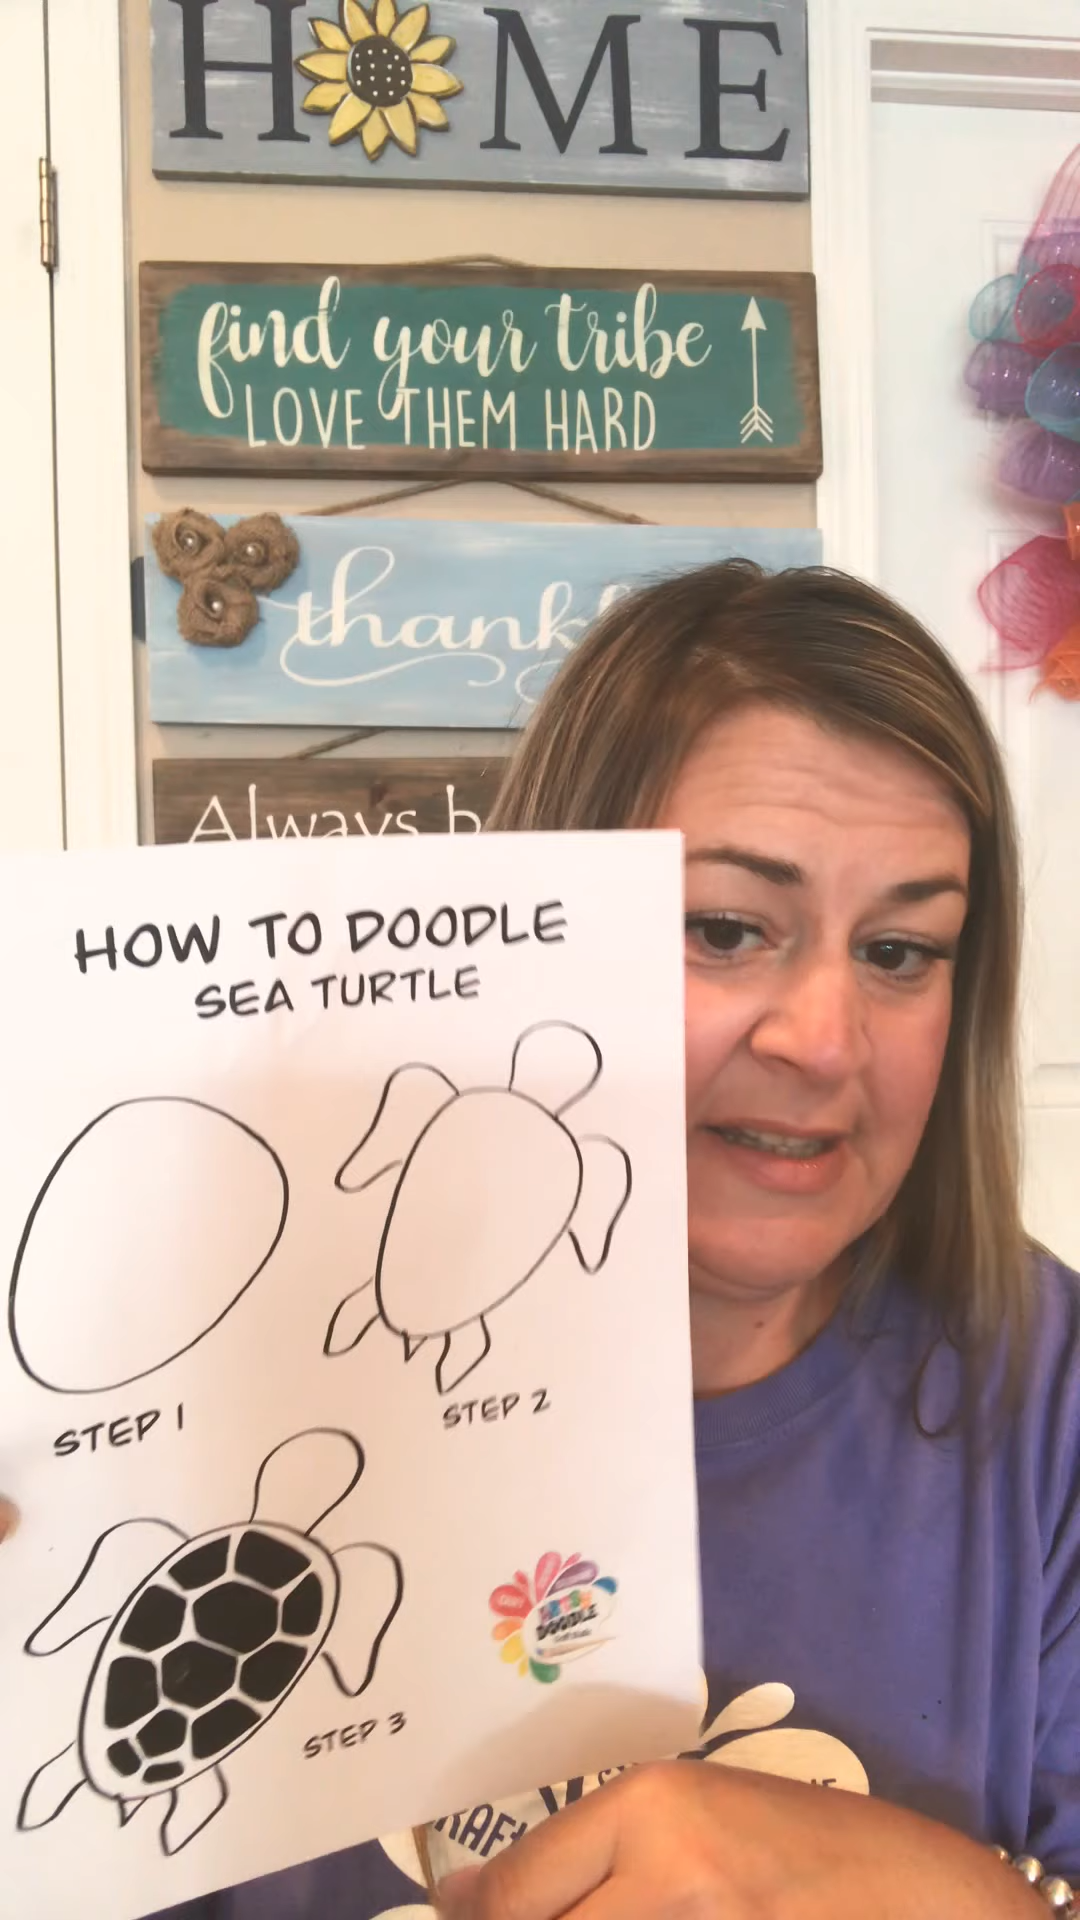 HOME
find your tribe
LOVE THEM HARD
Always b
HOW TO DOODLE
SEA TURTLE
STEP 1
STEP 2
STEP 3
DOODLE